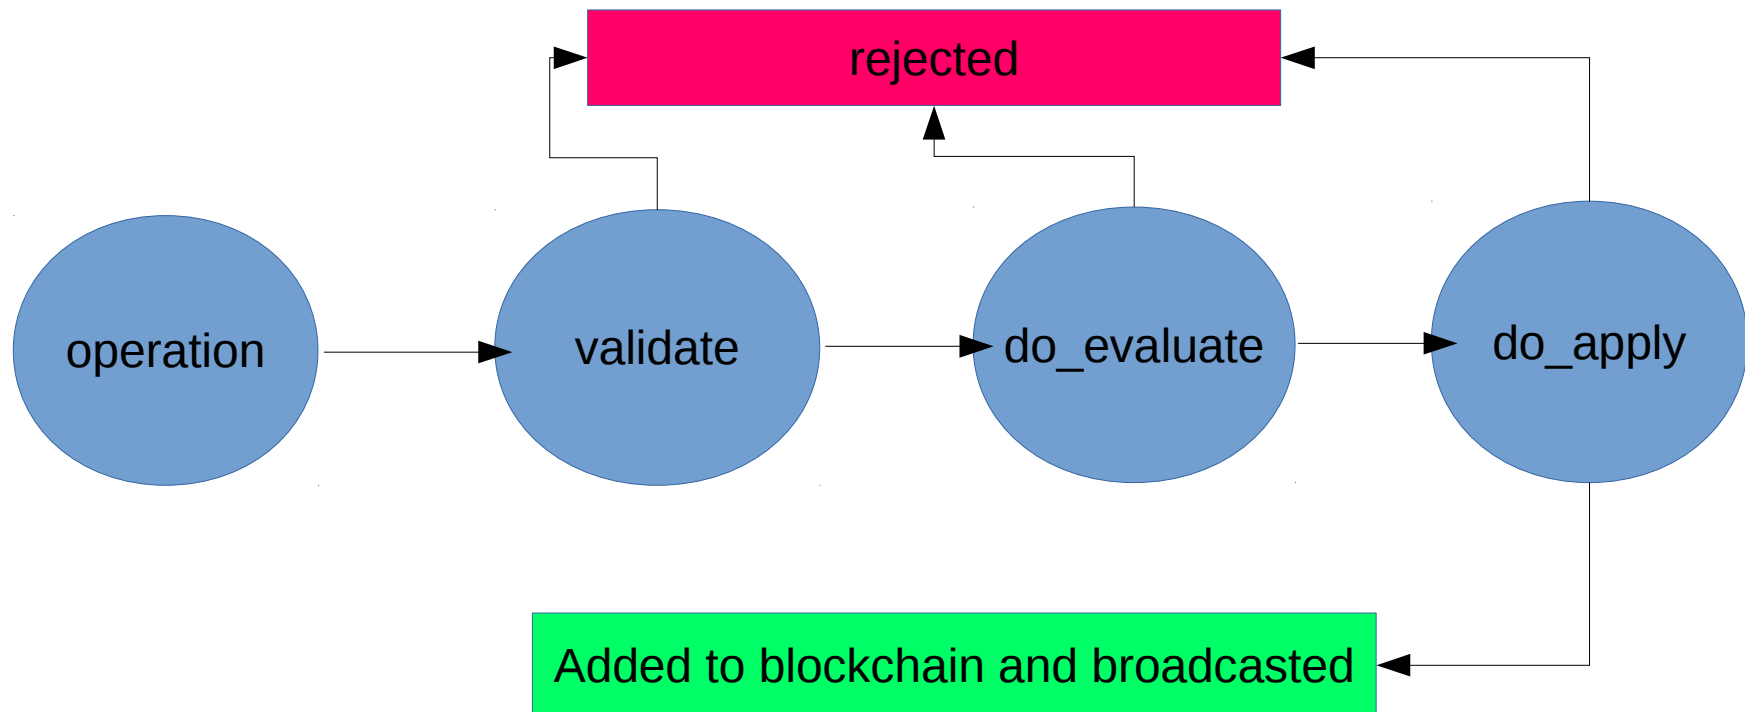 rejected
operation
validate
do_evaluate
do_apply
Added to blockchain and broadcasted